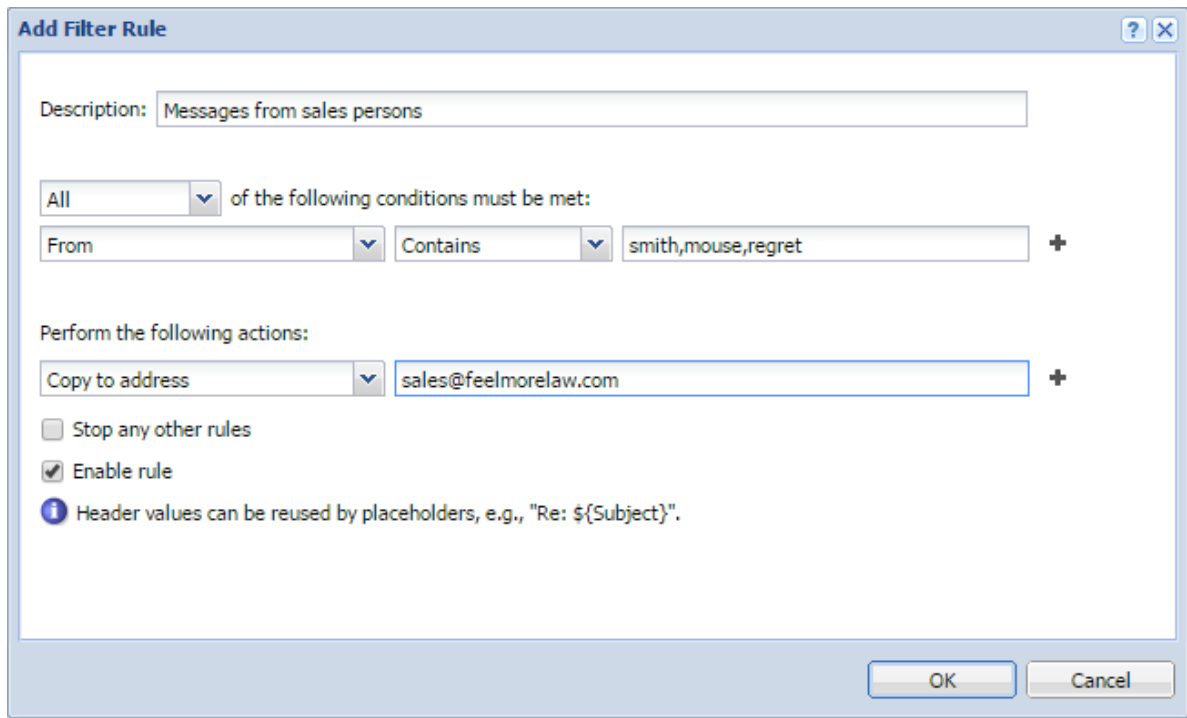 Add Filter Rule
Description: Messages from sales persons
All of the following conditions must be met:
From Contains smith,mouse,regret
Perform the following actions:
Copy to address sales@feelmorelaw.com
Stop any other rules
Enable rule
Header values can be reused by placeholders, e.g., "Re: ${Subject}".
OK Cancel